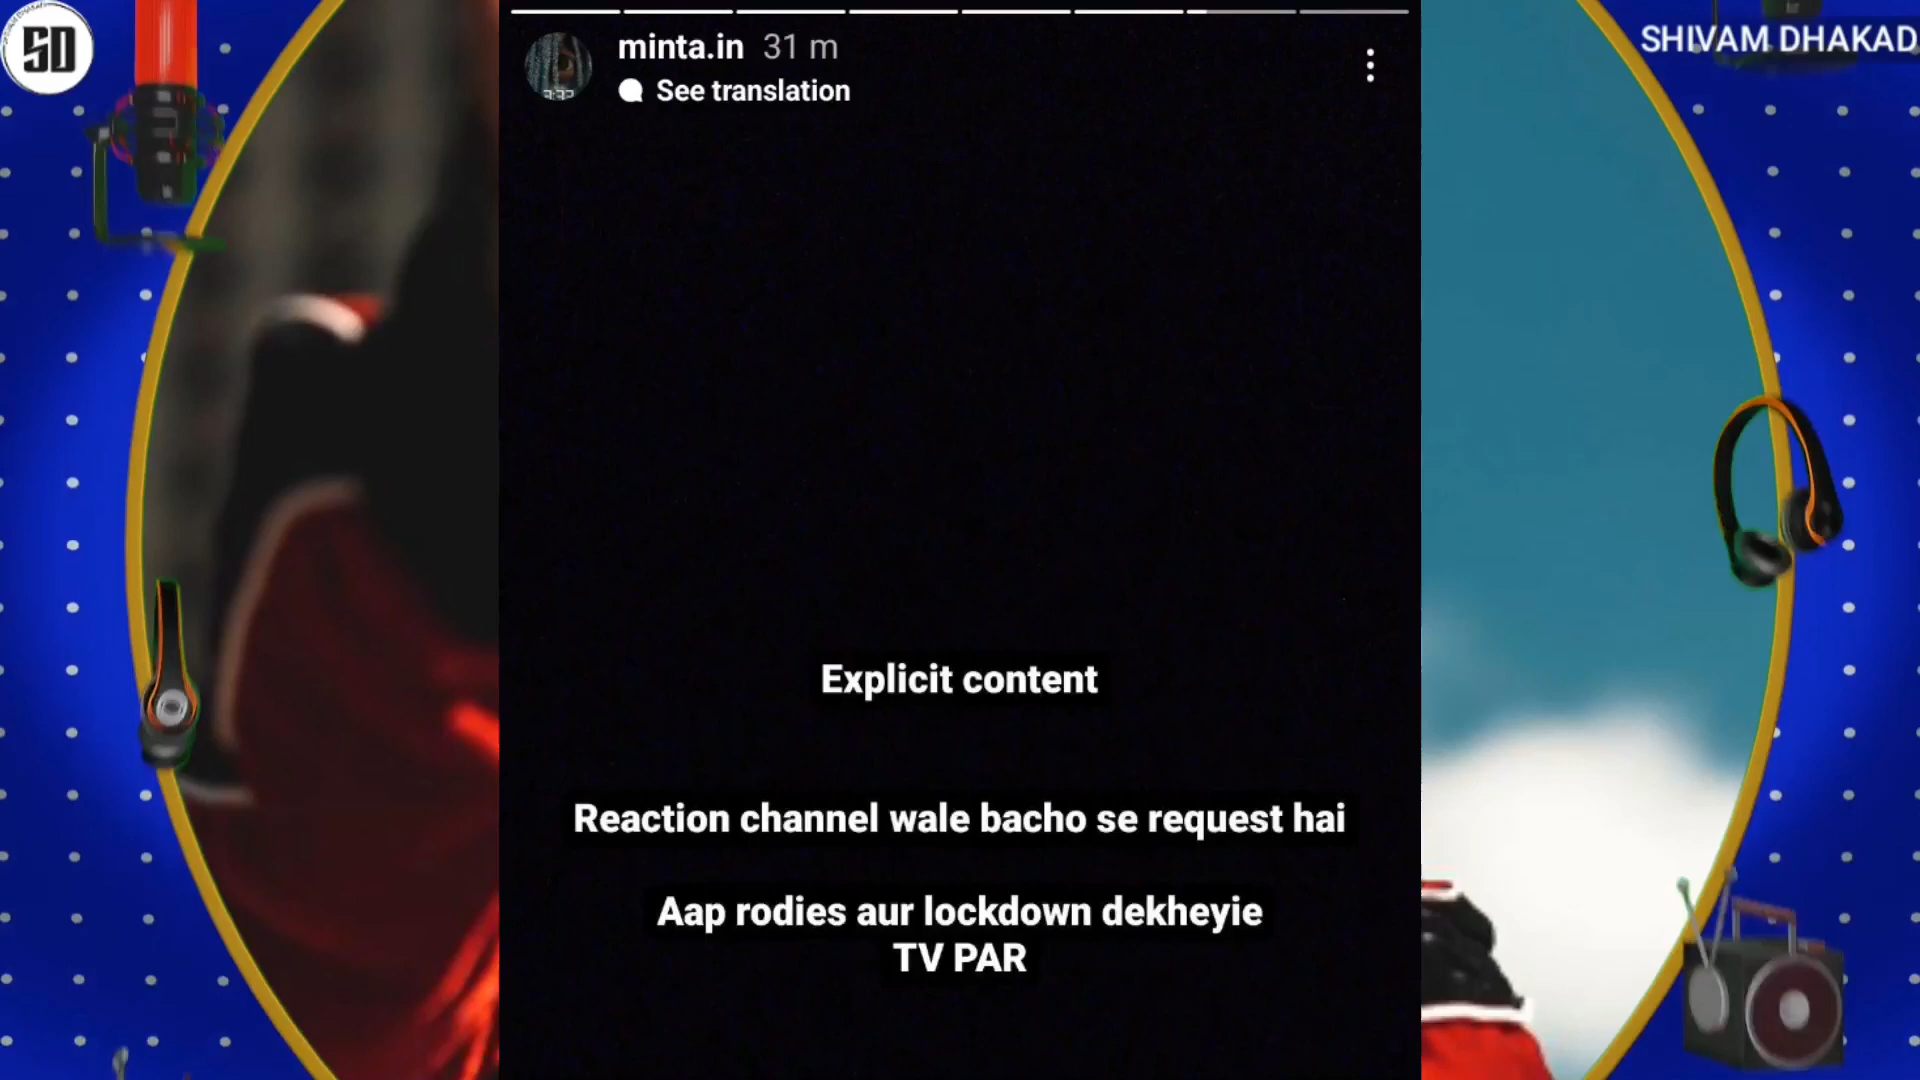 SD
SHIVAM DHAKAD
minta.in 31 m
See translation
Explicit content
Reaction channel wale bacho se request hai
Aap rodies aur lockdown dekheyie
TV PAR